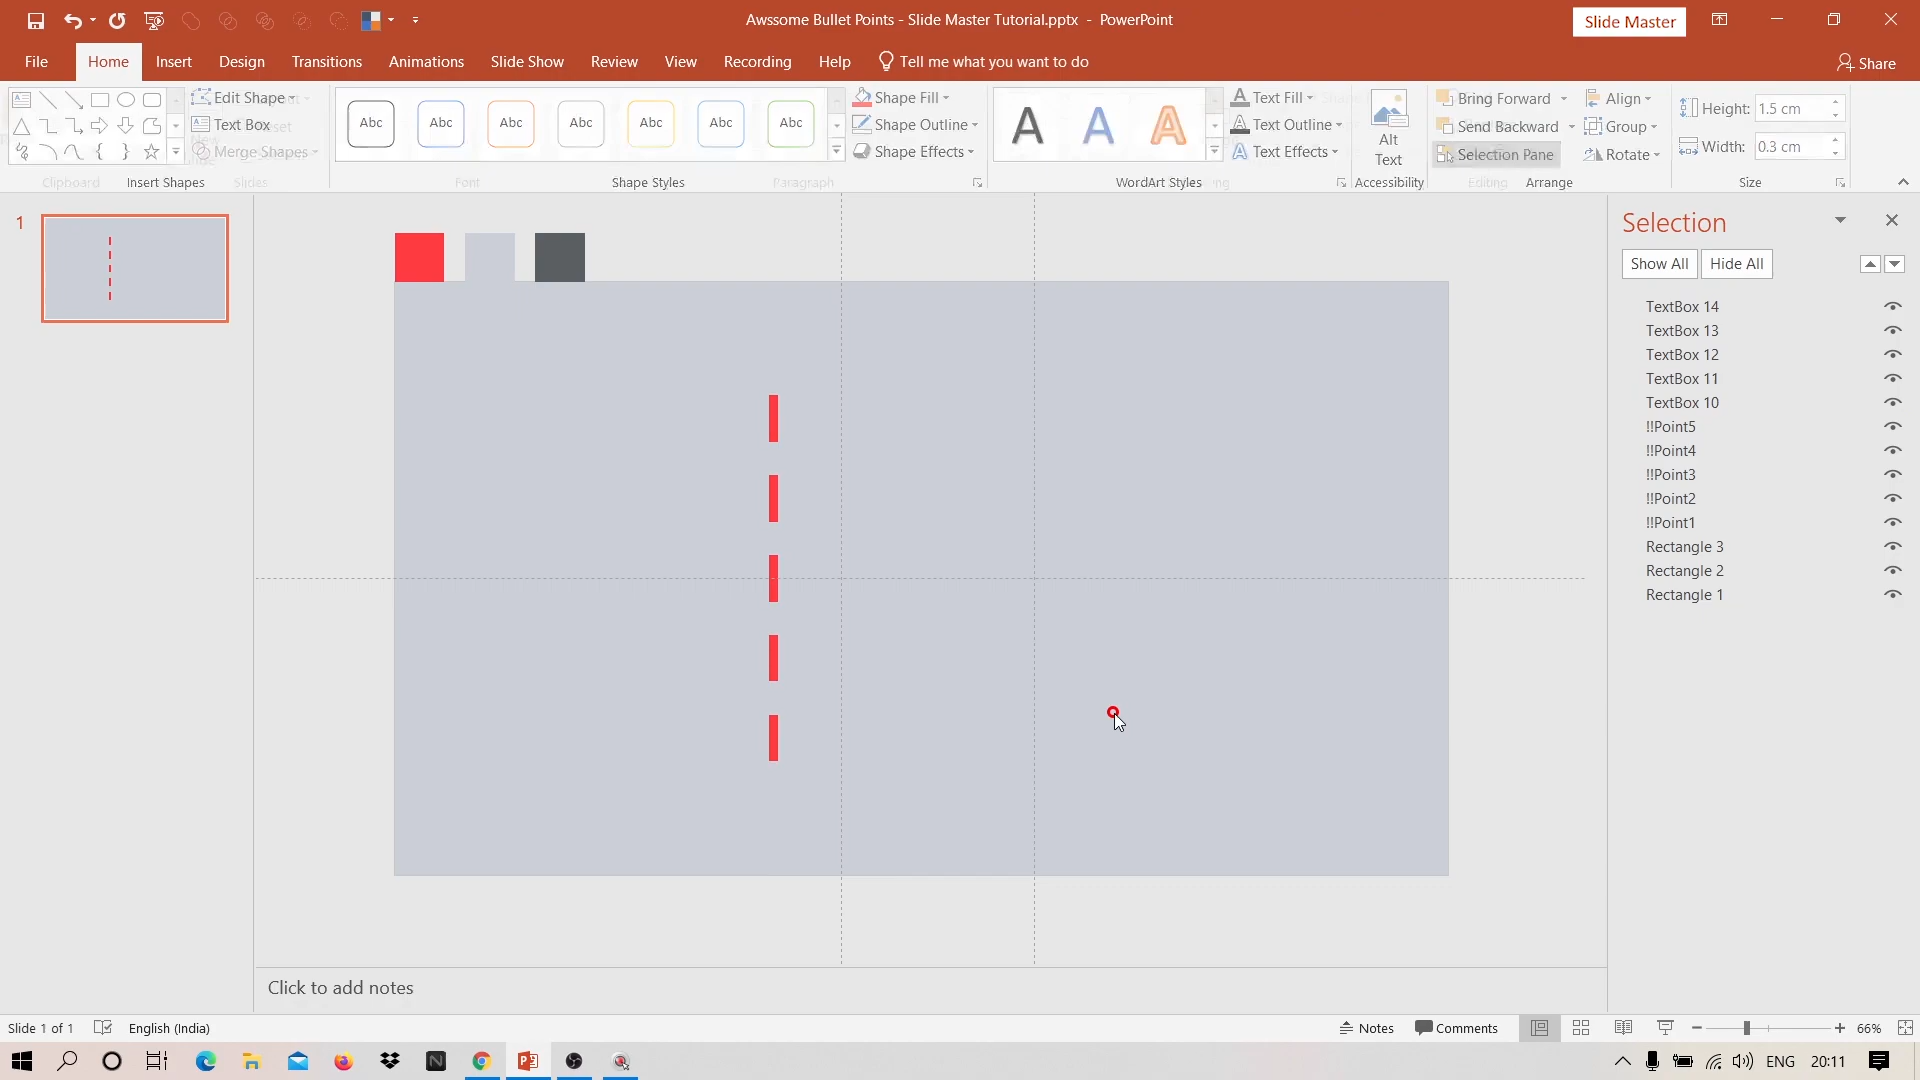 Awssome Bullet Points - Slide Master Tutorial.pptx - PowerPoint
Slide Master
File
Home
Insert
Design
Transitions
Animations
Slide Show
Review
View
Recording
Help
Tell me what you want to do
Share
Edit Shape
Text Box
Merge Shapes
Insert Shapes
Clipboard
Slides
Abc
Abc
Abc
Abc
Abc
Abc
Abc
Shape Fill
Shape Outline
Shape Effects
Shape Styles
Font
Paragraph
A
A
A
Text Fill
Text Outline
Text Effects
WordArt Styles
Alt
Text
Accessibility
Bring Forward
Send Backward
Selection Pane
Align
Group
Rotate
Editing
Arrange
Height:
1.5 cm
Width:
0.3 cm
Size
1
Selection
Show All
Hide All
TextBox 14
TextBox 13
TextBox 12
TextBox 11
TextBox 10
!!Point5
!!Point4
!!Point3
!!Point2
!!Point1
Rectangle 3
Rectangle 2
Rectangle 1
Click to add notes
Slide 1 of 1
English (India)
Notes
Comments
66%
ENG
20:11